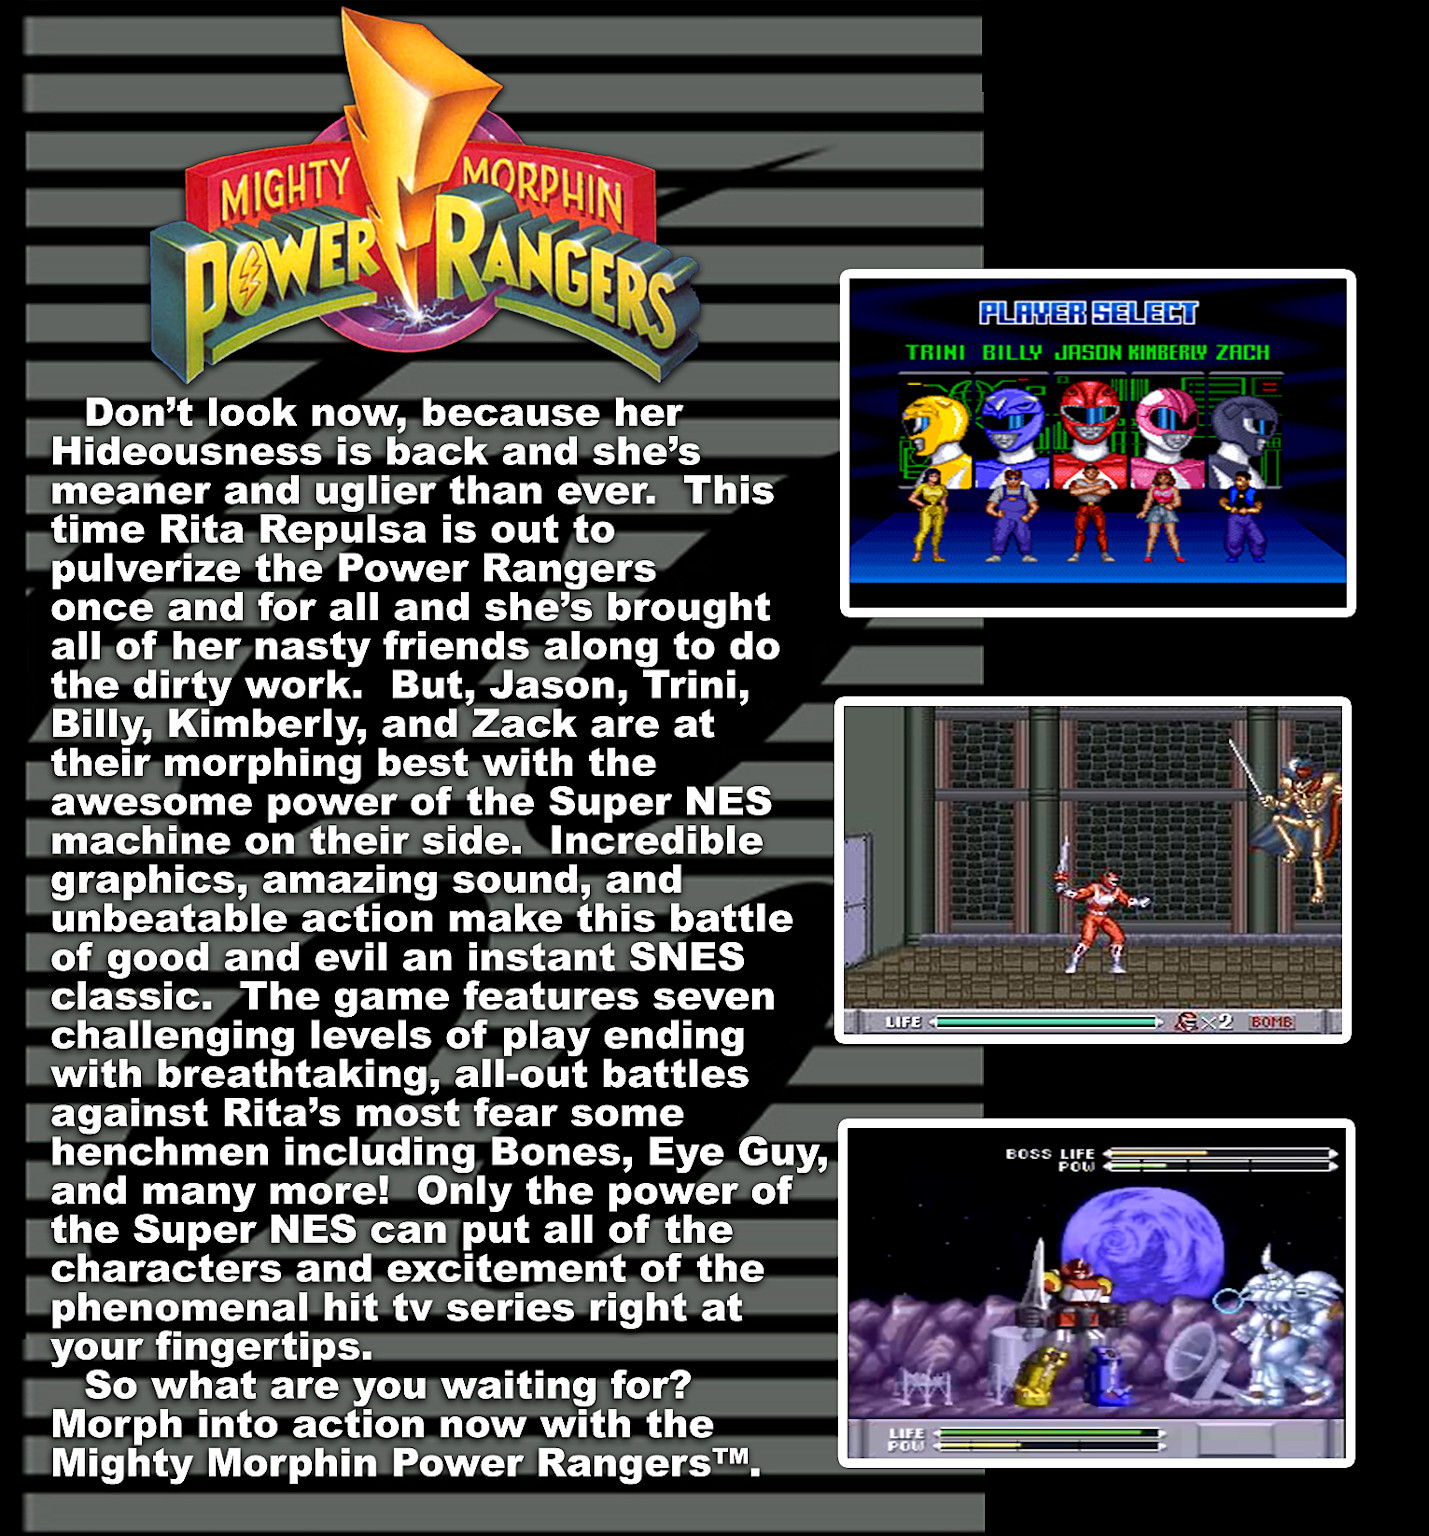 MIGHTY MORPHIN
POWER RANGERS
Don't look now, because her
Hideousness is back and she's
meaner and uglier than ever. This
time Rita Repulsa is out to
pulverize the Power Rangers
once and for all and she's brought
all of her nasty friends along to do
the dirty work. But, Jason, Trini,
Billy, Kimberly, and Zack are at
their morphing best with the
awesome power of the Super NES
machine on their side. Incredible
graphics, amazing sound, and
unbeatable action make this battle
of good and evil an instant SNES
classic. The game features seven
challenging levels of play ending
with breathtaking, all-out battles
against Rita's most fear some
henchmen including Bones, Eye Guy,
and many more! Only the power of
the Super NES can put all of the
characters and excitement of the
phenomenal hit tv series right at
your fingertips.
So what are you waiting for?
Morph into action now with the
Mighty Morphin Power Rangers™.
PLAYER SELECT
TRINI BILLY JASON KIMBERLY ZACH
LIFE ×2 BOMB
BOSS LIFE
POW
LIFE
POW